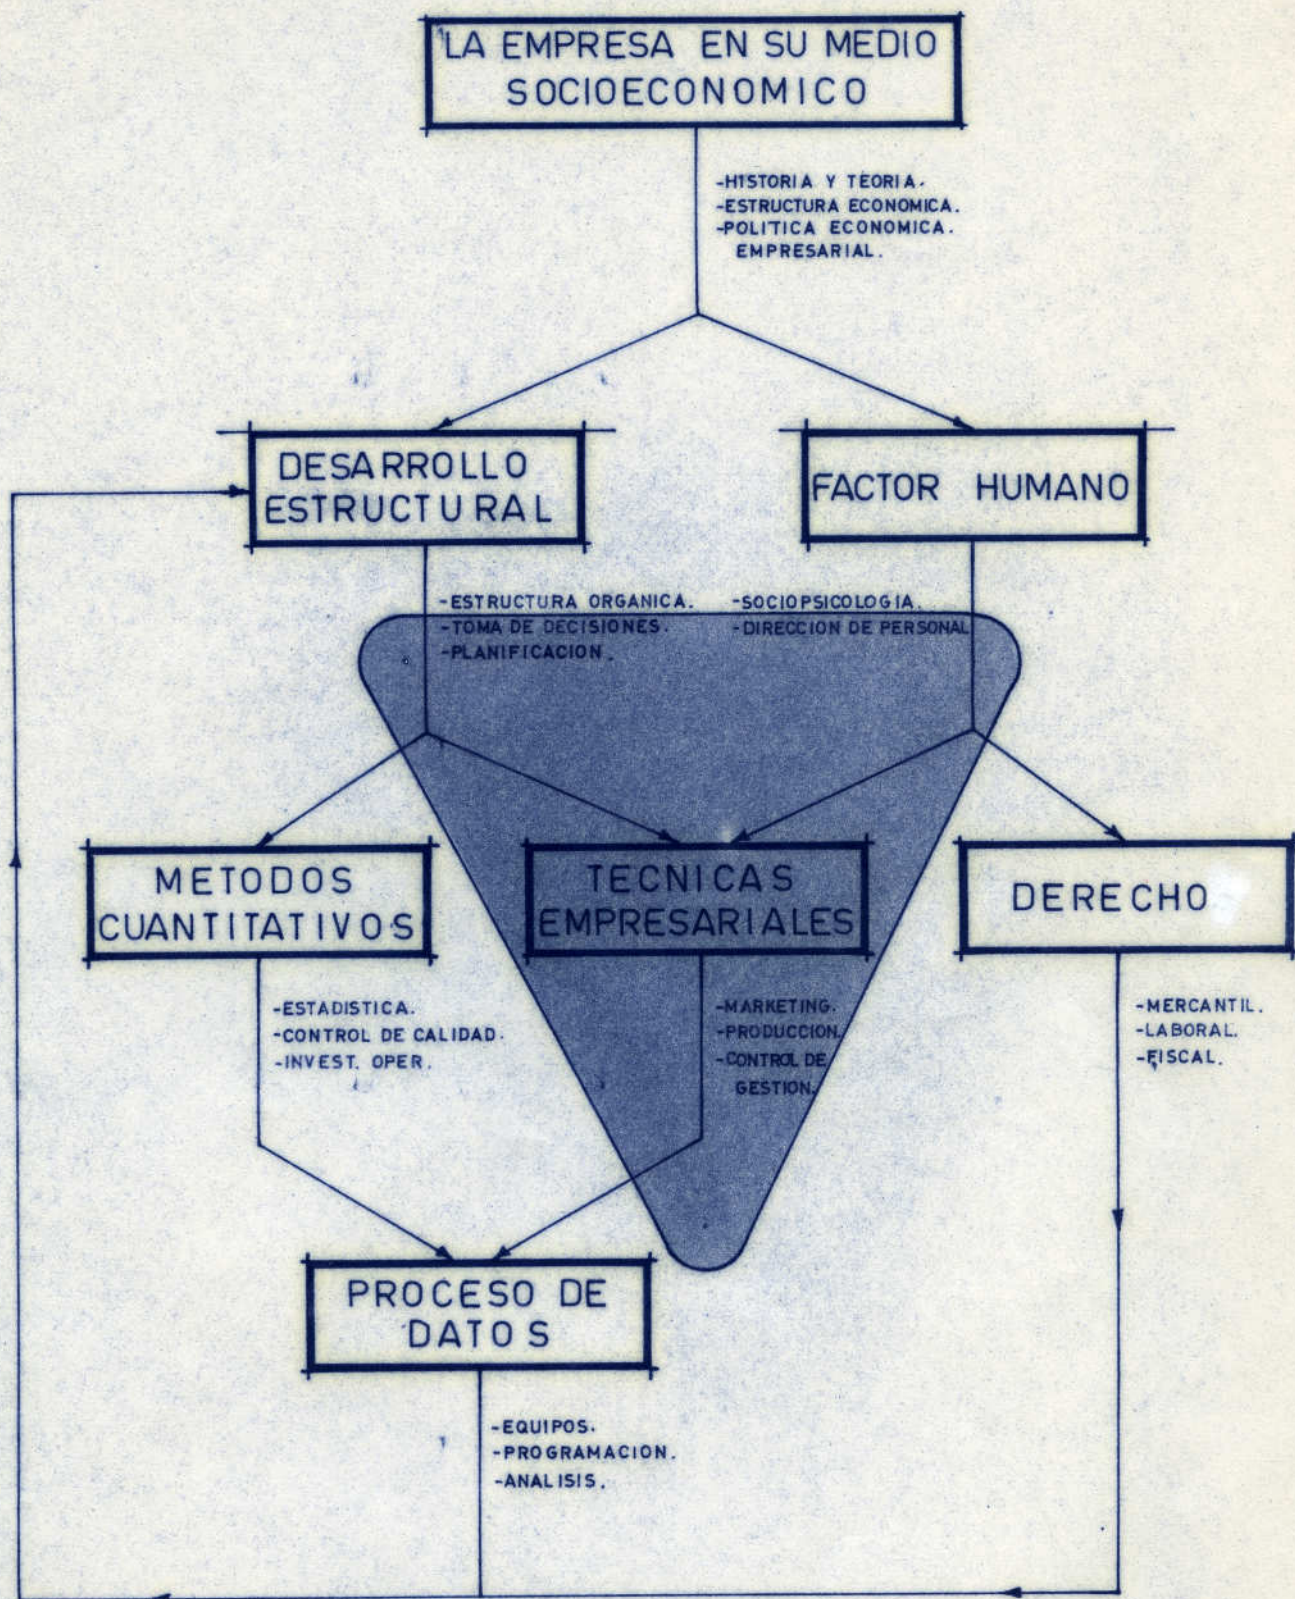 LA EMPRESA EN SU MEDIO
SOCIOECONOMICO
-HISTORIA Y TEORIA.
-ESTRUCTURA ECONOMICA.
-POLITICA ECONOMICA.
EMPRESARIAL.
DESARROLLO
ESTRUCTURAL
FACTOR HUMANO
-ESTRUCTURA ORGANICA.
-TOMA DE DECISIONES.
-PLANIFICACION.
-SOCIOPSICOLOGIA.
-DIRECCION DE PERSONAL
METODOS
CUANTITATIVOS
TECNICAS
EMPRESARIALES
DERECHO
-ESTADISTICA.
-CONTROL DE CALIDAD.
-INVEST. OPER.
-MARKETING.
-PRODUCCION.
-CONTROL DE
GESTION.
-MERCANTIL.
-LABORAL.
-FISCAL.
PROCESO DE
DATOS
-EQUIPOS.
-PROGRAMACION.
-ANALISIS.